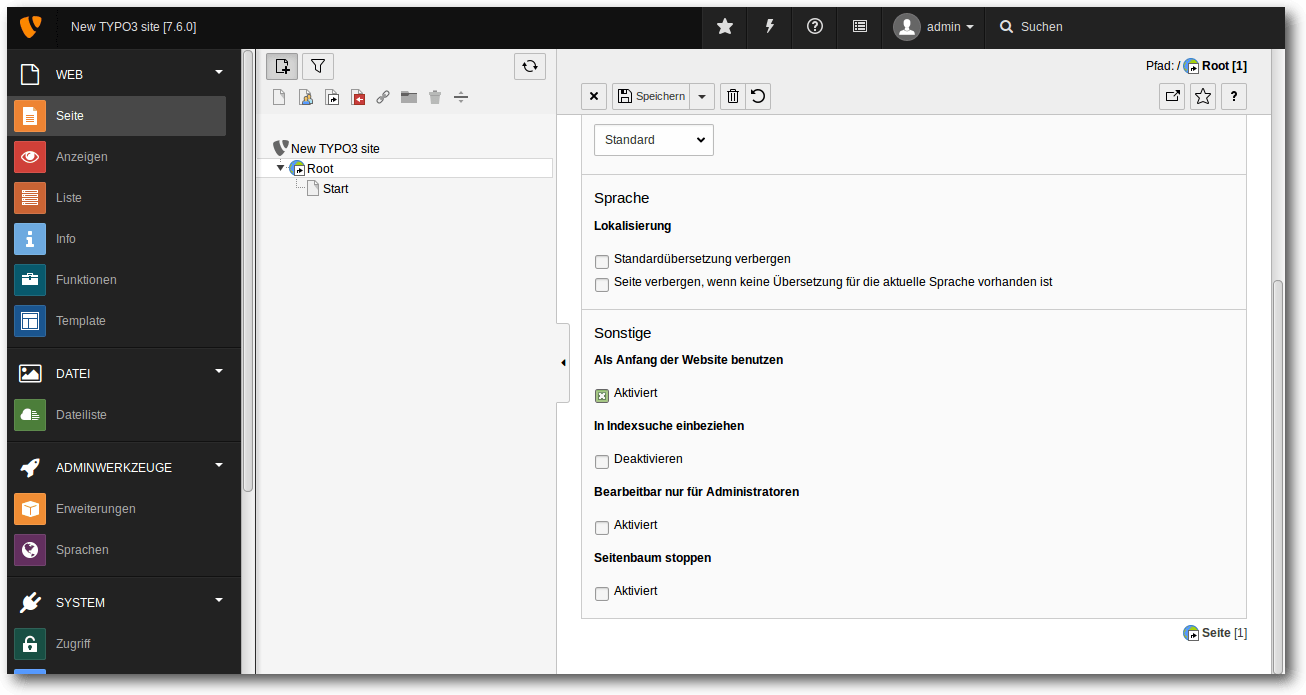 New TYPO3 site [7.6.0]
admin
Suchen
WEB
Seite
Anzeigen
Liste
Info
Funktionen
Template
DATEI
Dateiliste
ADMINWERKZEUGE
Erweiterungen
Sprachen
SYSTEM
Zugriff
New TYPO3 site
Root
Start
Pfad: / Root [1]
Speichern
?
Standard
Sprache
Lokalisierung
Standardübersetzung verbergen
Seite verbergen, wenn keine Übersetzung für die aktuelle Sprache vorhanden ist
Sonstige
Als Anfang der Website benutzen
Aktiviert
In Indexsuche einbeziehen
Deaktivieren
Bearbeitbar nur für Administratoren
Aktiviert
Seitenbaum stoppen
Aktiviert
Seite [1]